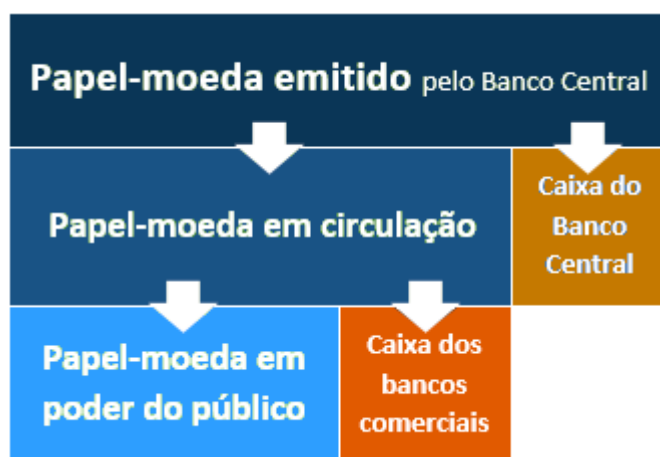 Papel-moeda emitido pelo Banco Central
Papel-moeda em circulação
Caixa do
Banco
Central
Papel-moeda em
poder do público
Caixa dos
bancos
comerciais